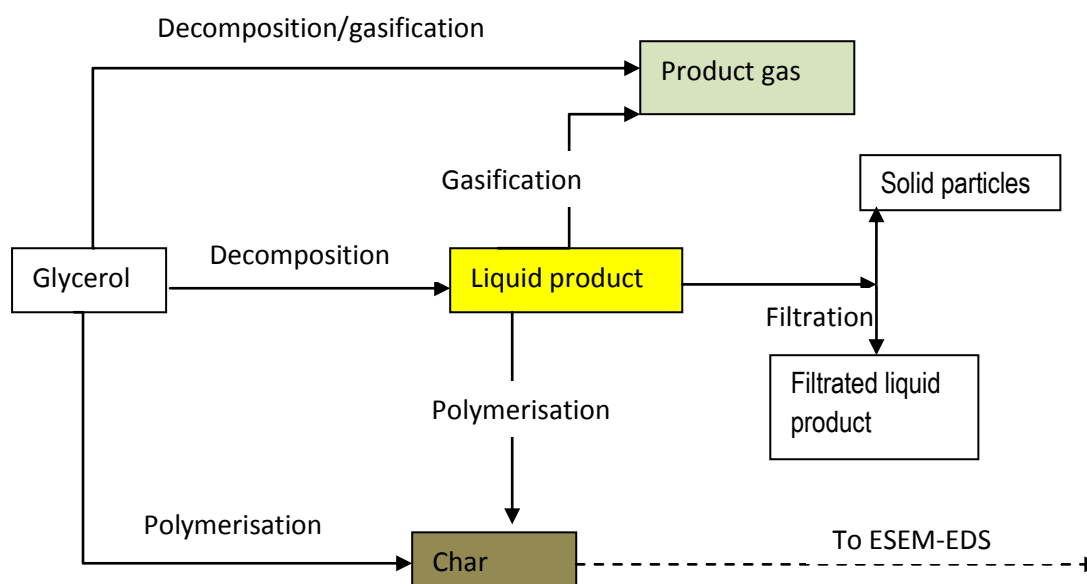 Decomposition/gasification
Product gas
Gasification
Solid particles
Glycerol
Decomposition
Liquid product
Filtration
Filtrated liquid
product
Polymerisation
Polymerisation
Char
To ESEM-EDS